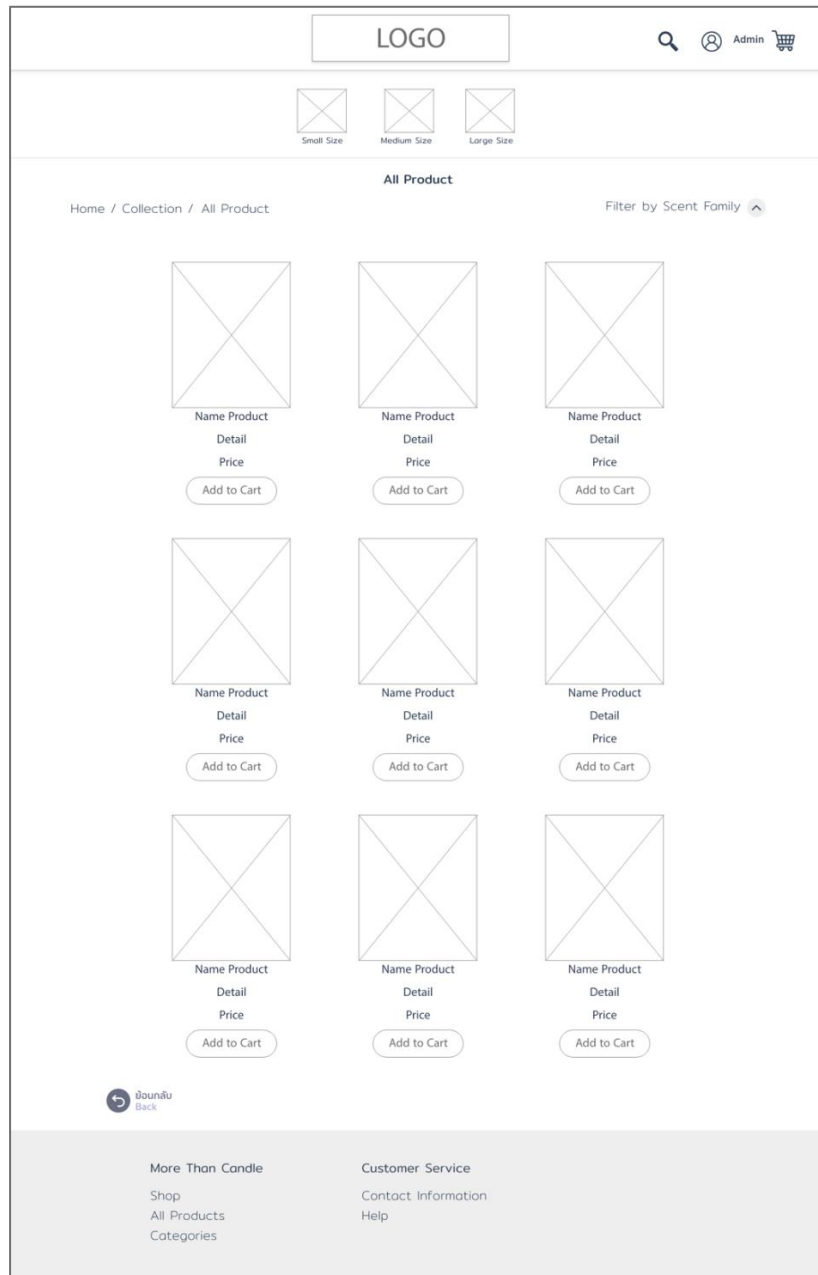 LOGO
Admin
Small Size Medium Size Large Size
All Product
Home / Collection / All Product
Filter by Scent Family
Name Product Name Product Name Product
Detail Detail Detail
Price Price Price
Add to Cart Add to Cart Add to Cart
Name Product Name Product Name Product
Detail Detail Detail
Price Price Price
Add to Cart Add to Cart Add to Cart
Name Product Name Product Name Product
Detail Detail Detail
Price Price Price
Add to Cart Add to Cart Add to Cart
ย้อนกลับ
Back
More Than Candle
Shop
All Products
Categories
Customer Service
Contact Information
Help